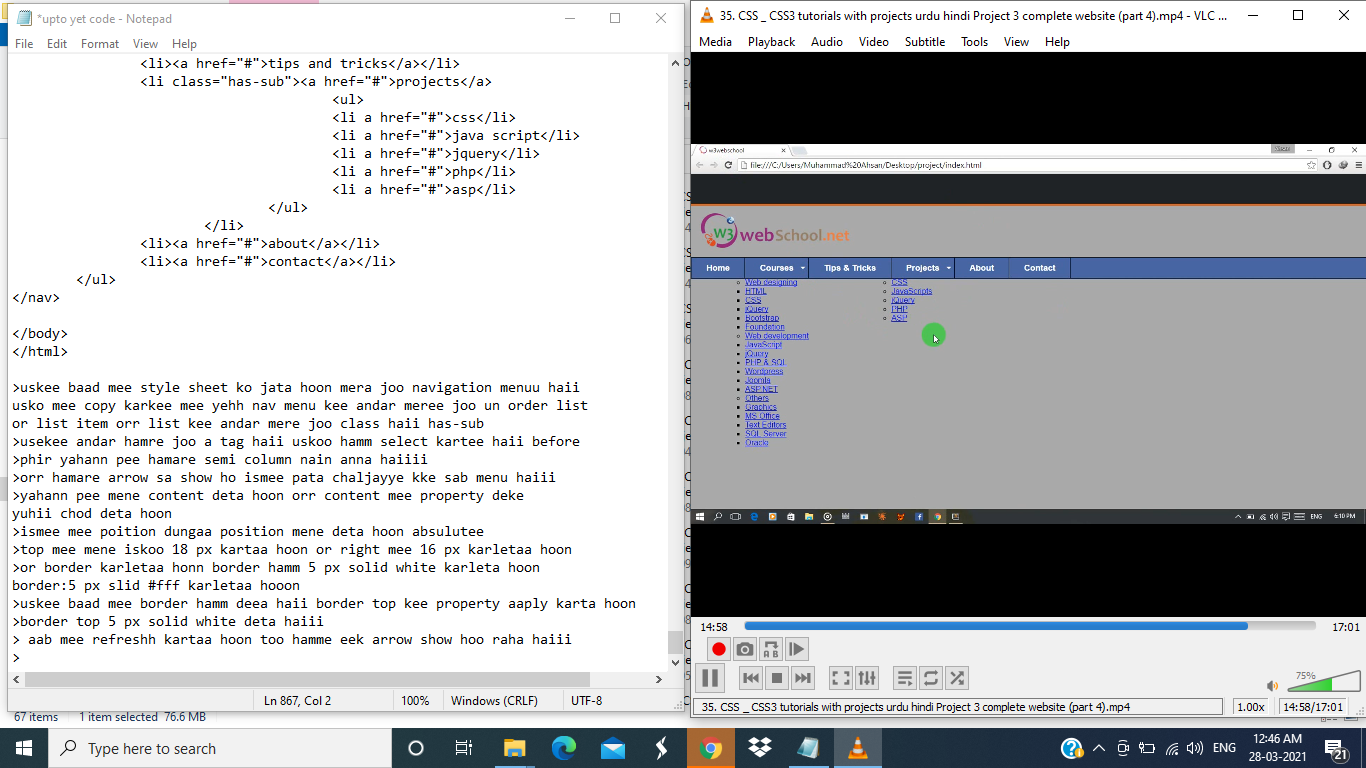 *upto yet code - Notepad
File Edit Format View Help
<li><a href="#">tips and tricks</a></li>
<li class="has-sub"><a href="#">projects</a>
<ul>
<li a href="#">css</li>
<li a href="#">java script</li>
<li a href="#">jquery</li>
<li a href="#">php</li>
<li a href="#">asp</li>
</ul>
</li>
<li><a href="#">about</a></li>
<li><a href="#">contact</a></li>
</ul>
</nav>
</body>
</html>
>uskee baad mee style sheet ko jata hoon mera joo navigation menuu haii
usko mee copy karkee mee yehh nav menu kee andar meree joo un order list
or list item orr list kee andar mere joo class haii has-sub
>usekee andar hamre joo a tag haii uskoo hamm select kartee haii before
>phir yahann pee hamare semi column nain anna haiiii
>orr hamare arrow sa show ho ismee pata chaljayye kke sab menu haiii
>yahann pee mene content deta hoon orr content mee property deke
yuhii chod deta hoon
>ismee mee poition dungaa position mene deta hoon absulutee
>top mee mene iskoo 18 px kartaa hoon or right mee 16 px karletaa hoon
>or border karletaa honn border hamm 5 px solid white karleta hoon
border:5 px slid #fff karletaa hooon
>uskee baad mee border hamm deea haii border top kee property aaply karta hoon
>border top 5 px solid white deta haiii
> aab mee refreshh kartaa hoon too hamme eek arrow show hoo raha haiii
>
Ln 867, Col 2 100% Windows (CRLF) UTF-8
67 items 1 item selected 76.6 MB
35. CSS _ CSS3 tutorials with projects urdu hindi Project 3 complete website (part 4).mp4 - VLC ...
Media Playback Audio Video Subtitle Tools View Help
w3webschool
file:///C:/Users/Muhammad%20Ahsan/Desktop/project/index.html
W3 webSchool.net
Home Courses Tips & Tricks Projects About Contact
Web designing
HTML
CSS
jQuery
Bootstrap
Foundation
Web development
JavaScript
jQuery
PHP & SQL
Wordpress
Joomla
ASP.NET
Others
Graphics
MS Office
Text Editors
SQL Server
Oracle
CSS
JavaScripts
jQuery
PHP
ASP
ENG 6:10 PM
14:58 17:01
75%
35. CSS _ CSS3 tutorials with projects urdu hindi Project 3 complete website (part 4).mp4 1.00x 14:58/17:01
Type here to search
ENG 12:46 AM
28-03-2021
21